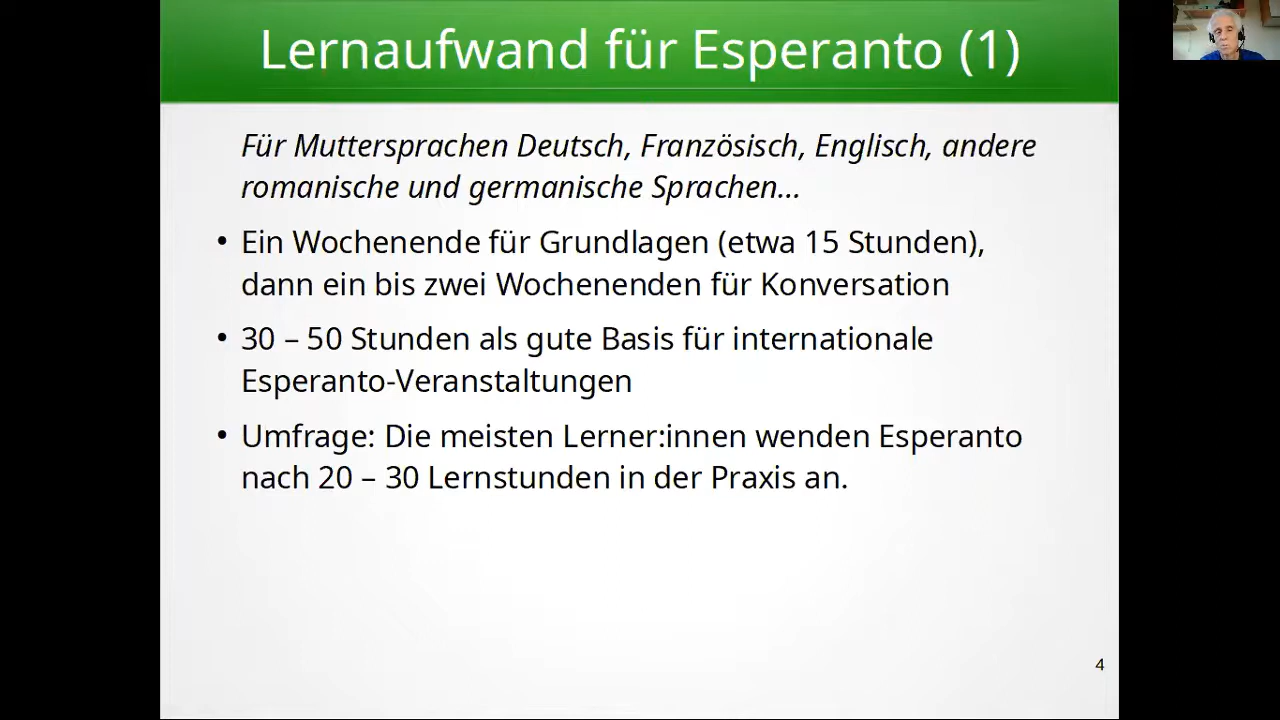 Lernaufwand für Esperanto (1)
Für Muttersprachen Deutsch, Französisch, Englisch, andere
romanische und germanische Sprachen...
• Ein Wochenende für Grundlagen (etwa 15 Stunden),
dann ein bis zwei Wochenenden für Konversation
• 30 – 50 Stunden als gute Basis für internationale
Esperanto-Veranstaltungen
• Umfrage: Die meisten Lerner:innen wenden Esperanto
nach 20 – 30 Lernstunden in der Praxis an.
4